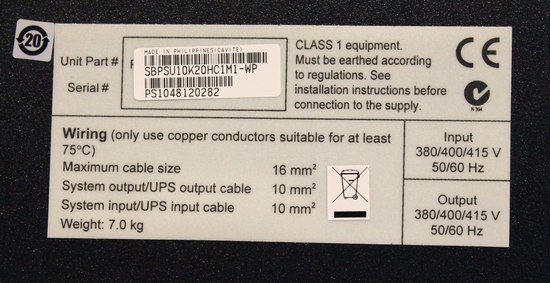 20
MADE IN PHILIPPINES(CAVITE)
Unit Part #
SBPSU10K20HC1M1-WP
Serial #
PS1048120282
CLASS 1 equipment.
Must be earthed according
to regulations. See
installation instructions before
connection to the supply.
CE
N 394
Wiring (only use copper conductors suitable for at least
75°C)
Maximum cable size 16 mm²
System output/UPS output cable 10 mm²
System input/UPS input cable 10 mm²
Weight: 7.0 kg
Input
380/400/415 V
50/60 Hz
Output
380/400/415 V
50/60 Hz